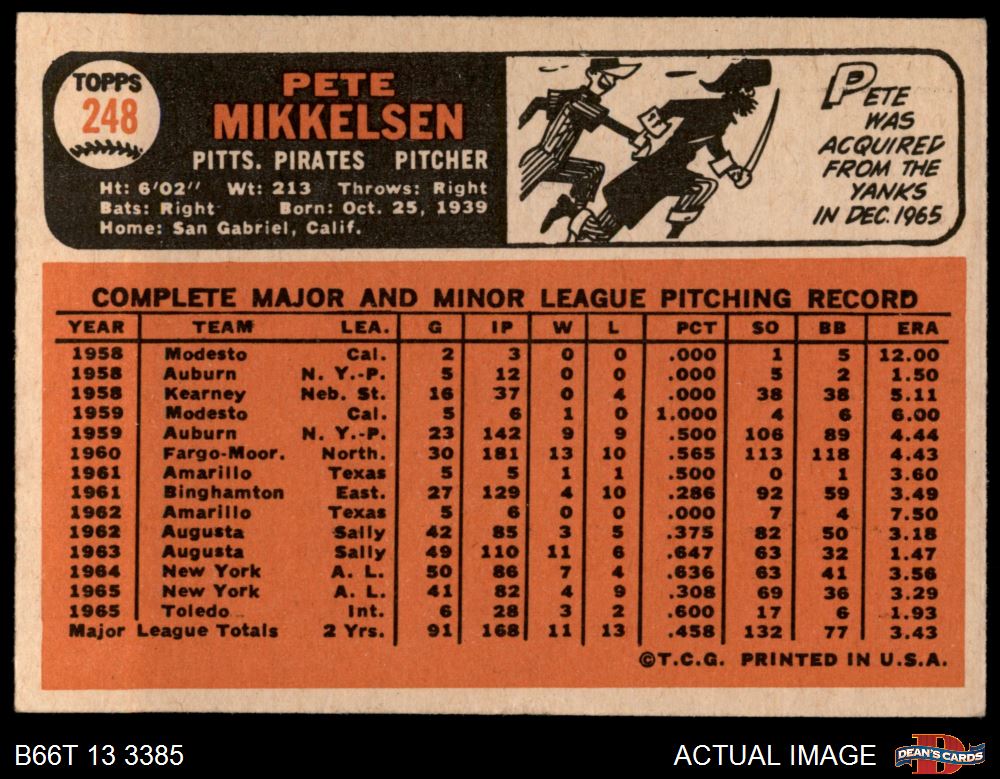 TOPPS
248
PETE
MIKKELSEN
PITTS. PIRATES PITCHER
Ht: 6'02" Wt: 213 Throws: Right
Bats: Right Born: Oct. 25, 1939
Home: San Gabriel, Calif.
PETE
WAS
ACQUIRED
FROM THE
YANKS
IN DEC. 1965
COMPLETE MAJOR AND MINOR LEAGUE PITCHING RECORD
YEAR TEAM LEA. G IP W L PCT SO BB ERA
1958 Modesto Cal. 2 3 0 0 .000 1 5 12.00
1958 Auburn N. Y.-P. 5 12 0 0 .000 5 2 1.50
1958 Kearney Neb. St. 16 37 0 4 .000 38 38 5.11
1959 Modesto Cal. 5 6 1 0 1.000 4 6 6.00
1959 Auburn N. Y.-P. 23 142 9 9 .500 106 89 4.44
1960 Fargo-Moor. North. 30 181 13 10 .565 113 118 4.43
1961 Amarillo Texas 5 5 1 1 .500 0 1 3.60
1961 Binghamton East. 27 129 4 10 .286 92 59 3.49
1962 Amarillo Texas 5 6 0 0 .000 7 4 7.50
1962 Augusta Sally 42 85 3 5 .375 82 50 3.18
1963 Augusta Sally 49 110 11 6 .647 63 32 1.47
1964 New York A. L. 50 86 7 4 .636 63 41 3.56
1965 New York A. L. 41 82 4 9 .308 69 36 3.29
1965 Toledo Int. 6 28 3 2 .600 17 6 1.93
Major League Totals 2 Yrs. 91 168 11 13 .458 132 77 3.43
©T.C.G. PRINTED IN U.S.A.
B66T 13 3385
ACTUAL IMAGE
DEAN'S CARDS